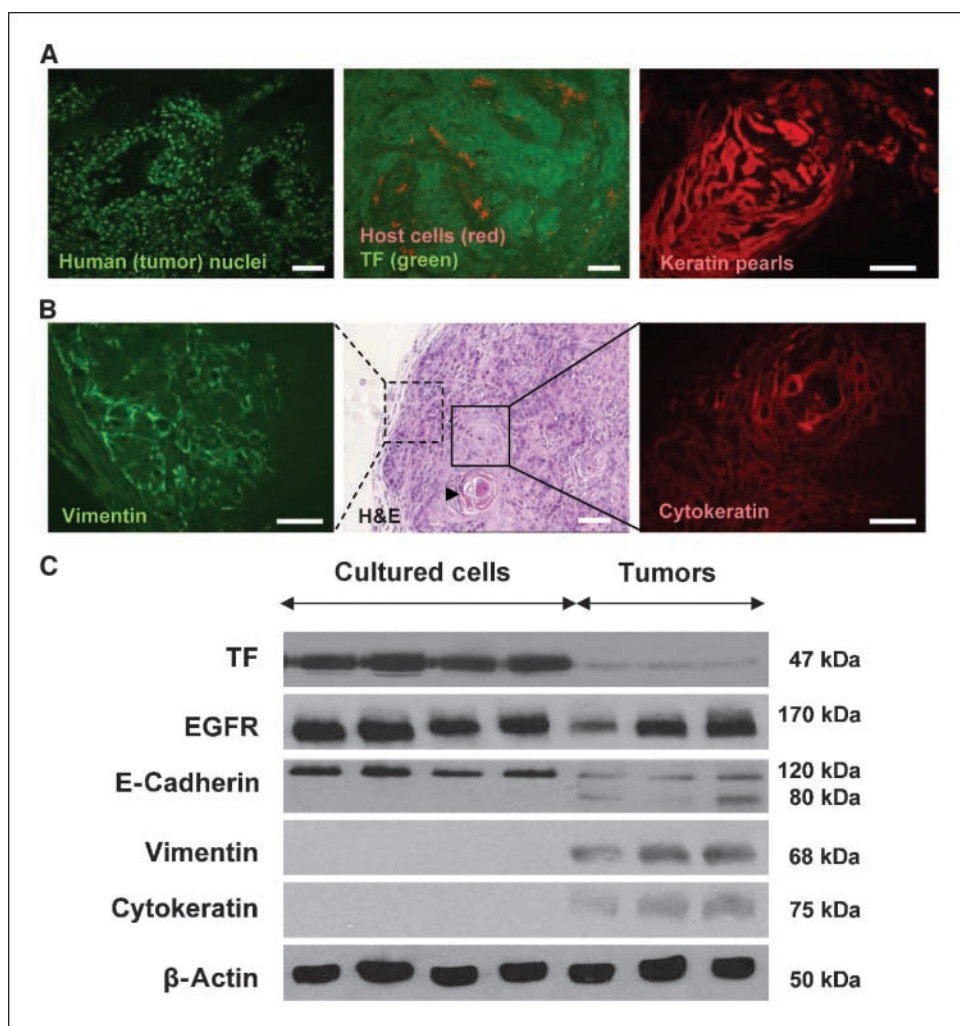 A
Human (tumor) nuclei
Host cells (red)
TF (green)
Keratin pearls
B
Vimentin
H&E
Cytokeratin
C
Cultured cells
Tumors
TF
47 kDa
EGFR
170 kDa
E-Cadherin
120 kDa
80 kDa
Vimentin
68 kDa
Cytokeratin
75 kDa
β-Actin
50 kDa